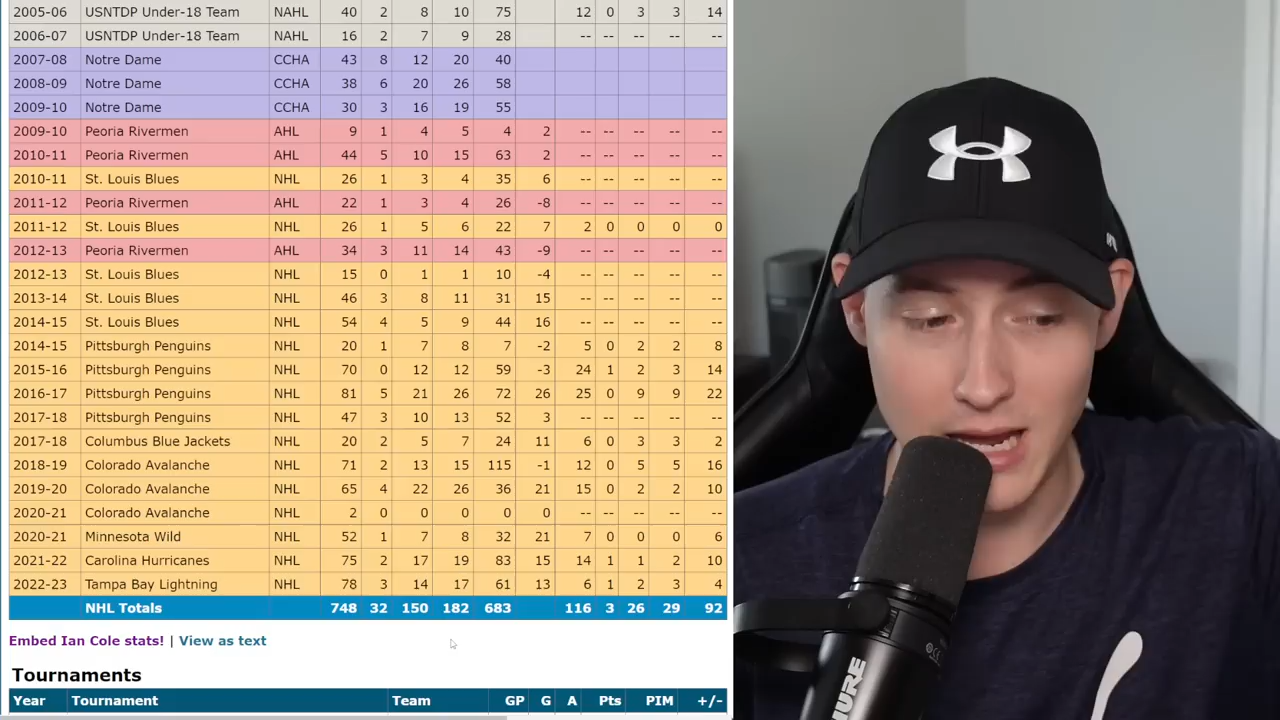 2005-06 USNTDP Under-18 Team NAHL 40 2 8 10 75 12 0 3 3 14
2006-07 USNTDP Under-18 Team NAHL 16 2 7 9 28 -- -- -- -- --
2007-08 Notre Dame CCHA 43 8 12 20 40
2008-09 Notre Dame CCHA 38 6 20 26 58
2009-10 Notre Dame CCHA 30 3 16 19 55
2009-10 Peoria Rivermen AHL 9 1 4 5 4 2 -- -- -- -- --
2010-11 Peoria Rivermen AHL 44 5 10 15 63 2 -- -- -- -- --
2010-11 St. Louis Blues NHL 26 1 3 4 35 6 -- -- -- -- --
2011-12 Peoria Rivermen AHL 22 1 3 4 26 -8 -- -- -- -- --
2011-12 St. Louis Blues NHL 26 1 5 6 22 7 2 0 0 0 0
2012-13 Peoria Rivermen AHL 34 3 11 14 43 -9 -- -- -- -- --
2012-13 St. Louis Blues NHL 15 0 1 1 10 -4 -- -- -- -- --
2013-14 St. Louis Blues NHL 46 3 8 11 31 15 -- -- -- -- --
2014-15 St. Louis Blues NHL 54 4 5 9 44 16 -- -- -- -- --
2014-15 Pittsburgh Penguins NHL 20 1 7 8 7 -2 5 0 2 2 8
2015-16 Pittsburgh Penguins NHL 70 0 12 12 59 -3 24 1 2 3 14
2016-17 Pittsburgh Penguins NHL 81 5 21 26 72 26 25 0 9 9 22
2017-18 Pittsburgh Penguins NHL 47 3 10 13 52 3 -- -- -- -- --
2017-18 Columbus Blue Jackets NHL 20 2 5 7 24 11 6 0 3 3 2
2018-19 Colorado Avalanche NHL 71 2 13 15 115 -1 12 0 5 5 16
2019-20 Colorado Avalanche NHL 65 4 22 26 36 21 15 0 2 2 10
2020-21 Colorado Avalanche NHL 2 0 0 0 0 0 -- -- -- -- --
2020-21 Minnesota Wild NHL 52 1 7 8 32 21 7 0 0 0 6
2021-22 Carolina Hurricanes NHL 75 2 17 19 83 15 14 1 1 2 10
2022-23 Tampa Bay Lightning NHL 78 3 14 17 61 13 6 1 2 3 4
NHL Totals 748 32 150 182 683 116 3 26 29 92
Embed Ian Cole stats! | View as text
Tournaments
Year Tournament Team GP G A Pts PIM +/-
SHURE